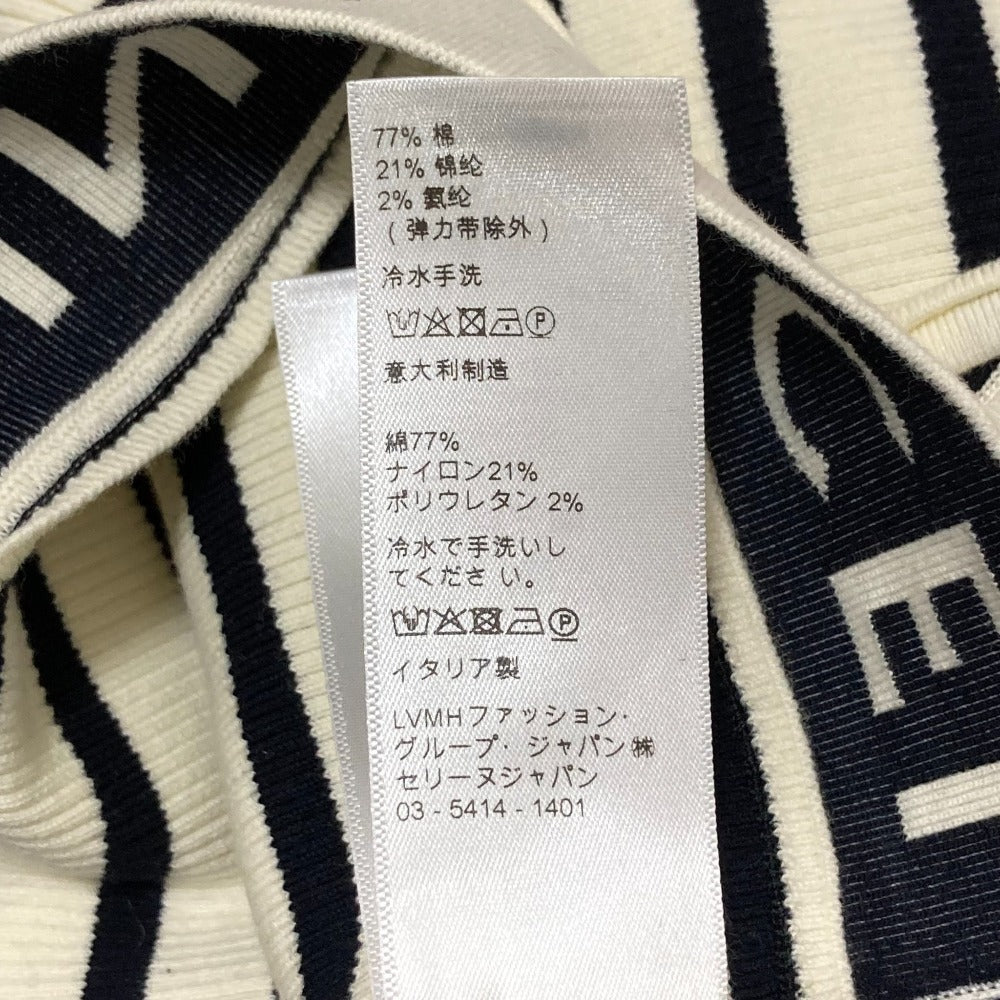 77% 棉
21% 锦纶
2% 氨纶
( 弹力带除外 )
冷水手洗
P
意大利制造
綿77%
ナイロン21%
ポリウレタン 2%
冷水で手洗いし
てくださ い。
P
イタリア製
LVMHファッション・
グループ・ ジャパン㈱
セリーヌジャパン
03 - 5414 - 1401